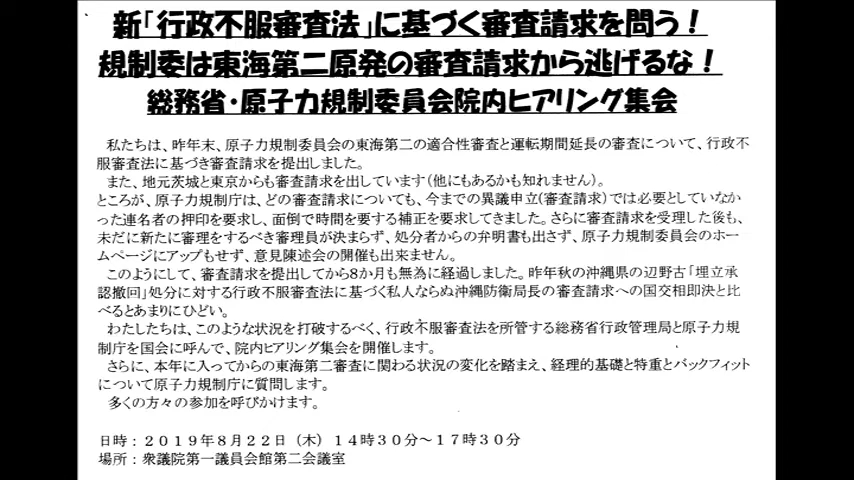 新「行政不服審査法」に基づく審査請求を問う！
規制委は東海第二原発の審査請求から逃げるな！
総務省・原子力規制委員会院内ヒアリング集会
私たちは、昨年末、原子力規制委員会の東海第二の適合性審査と運転期間延長の審査について、行政不
服審査法に基づき審査請求を提出しました。
また、地元茨城と東京からも審査請求を出しています（他にもあるかも知れません）。
ところが、原子力規制庁は、どの審査請求についても、今までの異議申立（審査請求）では必要としていなか
った連名者の押印を要求し、面倒で時間を要する補正を要求してきました。さらに審査請求を受理した後も、
未だに新たに審理をするべき審理員が決まらず、処分者からの弁明書も出さず、原子力規制委員会のホー
ムページにアップもせず、意見陳述会の開催も出来ません。
このようにして、審査請求を提出してから８か月も無為に経過しました。昨年秋の沖縄県の辺野古「埋立承
認撤回」処分に対する行政不服審査法に基づく私人ならぬ沖縄防衛局長の審査請求への国交相即決と比
べるとあまりにひどい。
わたしたちは、このような状況を打破するべく、行政不服審査法を所管する総務省行政管理局と原子力規
制庁を国会に呼んで、院内ヒアリング集会を開催します。
さらに、本年に入ってからの東海第二審査に関わる状況の変化を踏まえ、経理的基礎と特重とバックフィット
について原子力規制庁に質問します。
多くの方々の参加を呼びかけます。
日時：２０１９年８月２２日（木）１４時３０分～１７時３０分
場所：衆議院第一議員会館第二会議室